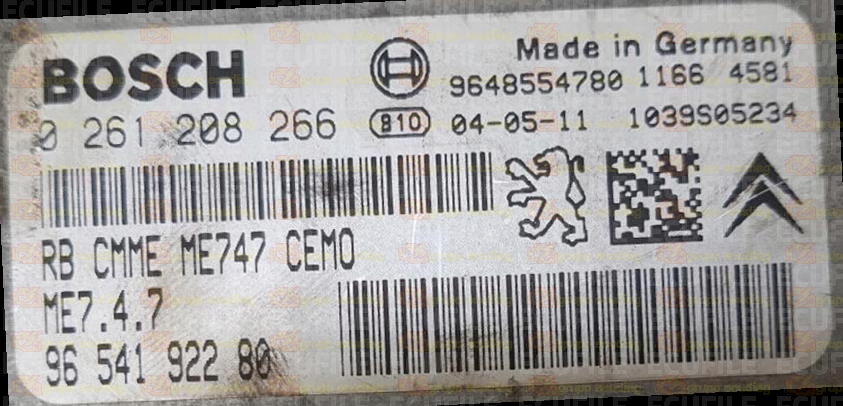 BOSCH
Made in Germany
9648554780 1166 4581
0 261 208 266
810 04-05-11 1039S05234
RB CMME ME747 CEMO
ME7.4.7
96 541 922 80